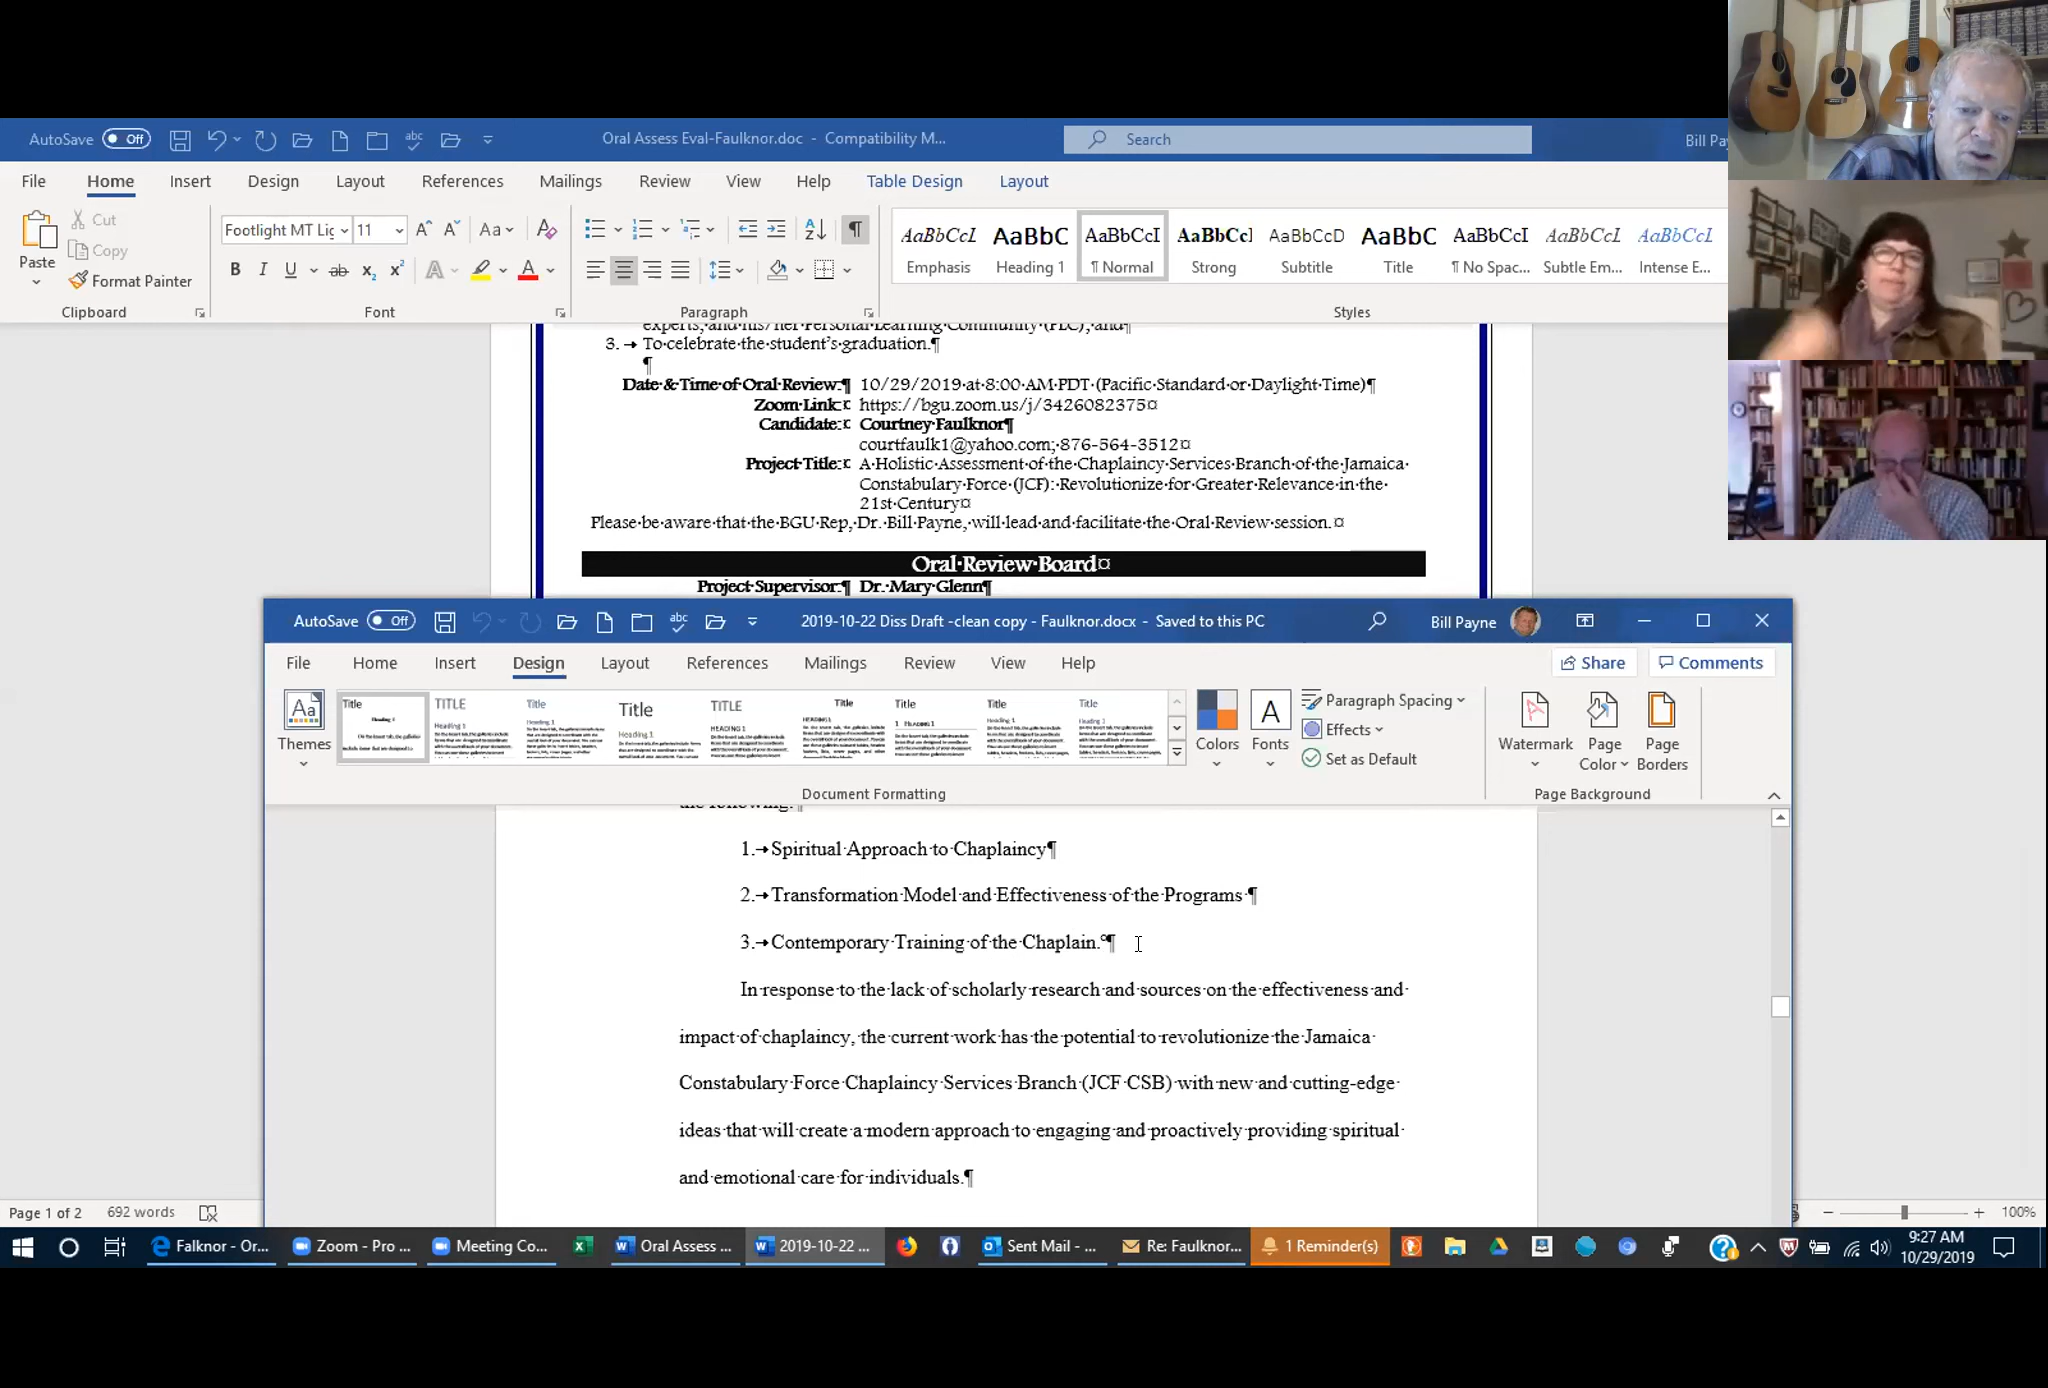 AutoSave Off
Oral Assess Eval-Faulknor.doc - Compatibility M...
Search
Bill Pay
File Home Insert Design Layout References Mailings Review View Help Table Design Layout
Paste
Cut
Copy
Format Painter
Clipboard
Footlight MT Lig 11
Font
Paragraph
AaBbCcI AaBbC AaBbCcI AaBbCcI AaBbCcD AaBbC AaBbCcI AaBbCcL AaBbCcL
Emphasis Heading 1 ¶ Normal Strong Subtitle Title ¶ No Spac... Subtle Em... Intense E...
Styles
experts, and his/her Personal Learning Community (PLC), and¶
3. → To celebrate the student's graduation.¶
¶
Date & Time of Oral Review:¶ 10/29/2019 at 8:00 AM PDT (Pacific Standard or Daylight Time)¶
Zoom Link:¤ https://bgu.zoom.us/j/3426082375¤
Candidate:¤ Courtney Faulknor¶
courtfaulk1@yahoo.com; 876-564-3512¤
Project Title:¤ A Holistic Assessment of the Chaplaincy Services Branch of the Jamaica
Constabulary Force (JCF): Revolutionize for Greater Relevance in the
21st Century¤
Please be aware that the BGU Rep, Dr. Bill Payne, will lead and facilitate the Oral Review session.¤
Oral Review Board¤
Project Supervisor:¶ Dr. Mary Glenn¶
AutoSave Off
2019-10-22 Diss Draft -clean copy - Faulknor.docx - Saved to this PC
Bill Payne
File Home Insert Design Layout References Mailings Review View Help
Share Comments
Themes
Colors
Fonts
Paragraph Spacing
Effects
Set as Default
Watermark
Page Color
Page Borders
Document Formatting
Page Background
the following:¶
1.→Spiritual Approach to Chaplaincy¶
2.→Transformation Model and Effectiveness of the Programs ¶
3.→Contemporary Training of the Chaplain.°¶
In response to the lack of scholarly research and sources on the effectiveness and
impact of chaplaincy, the current work has the potential to revolutionize the Jamaica
Constabulary Force Chaplaincy Services Branch (JCF CSB) with new and cutting-edge
ideas that will create a modern approach to engaging and proactively providing spiritual
and emotional care for individuals.¶
Page 1 of 2 692 words
100%
Falknor - Or...
Zoom - Pro ...
Meeting Co...
Oral Assess ...
2019-10-22 ...
Sent Mail - ...
Re: Faulknor...
1 Reminder(s)
9:27 AM
10/29/2019